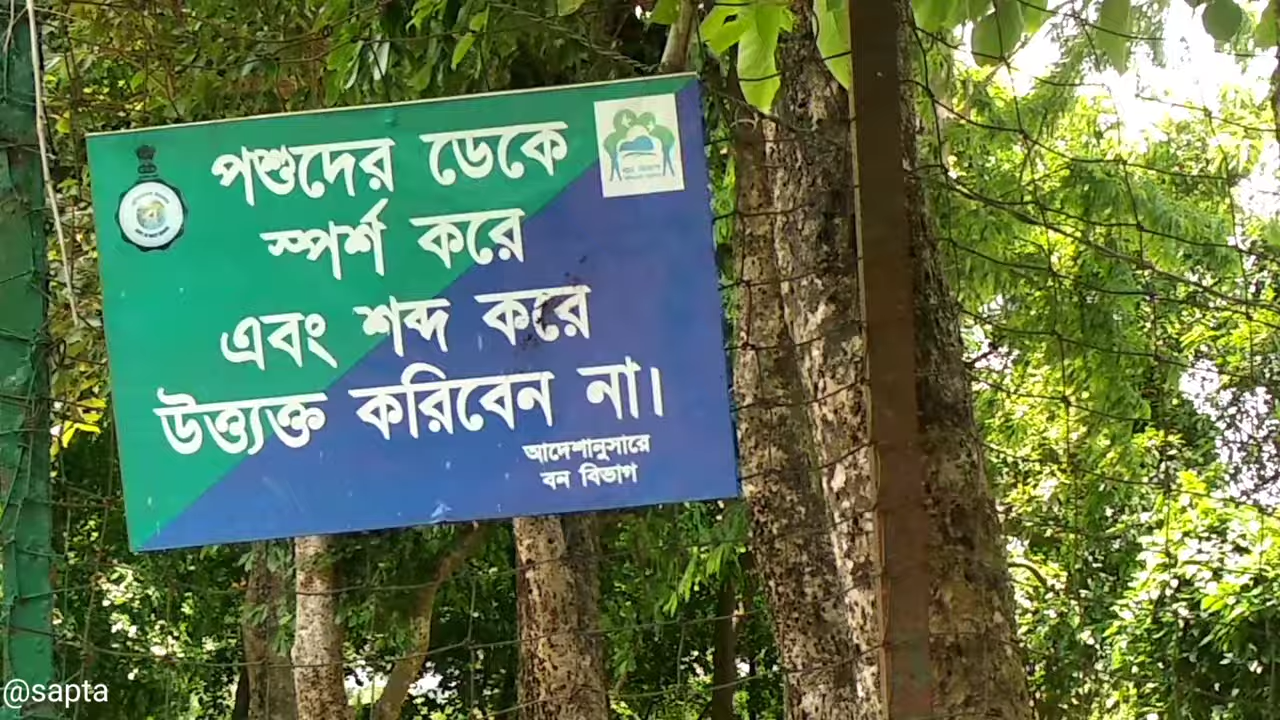 পশুদের ডেকে
স্পর্শ করে
এবং শব্দ করে
উত্ত্যক্ত করিবেন না।
আদেশানুসারে
বন বিভাগ
@sapta